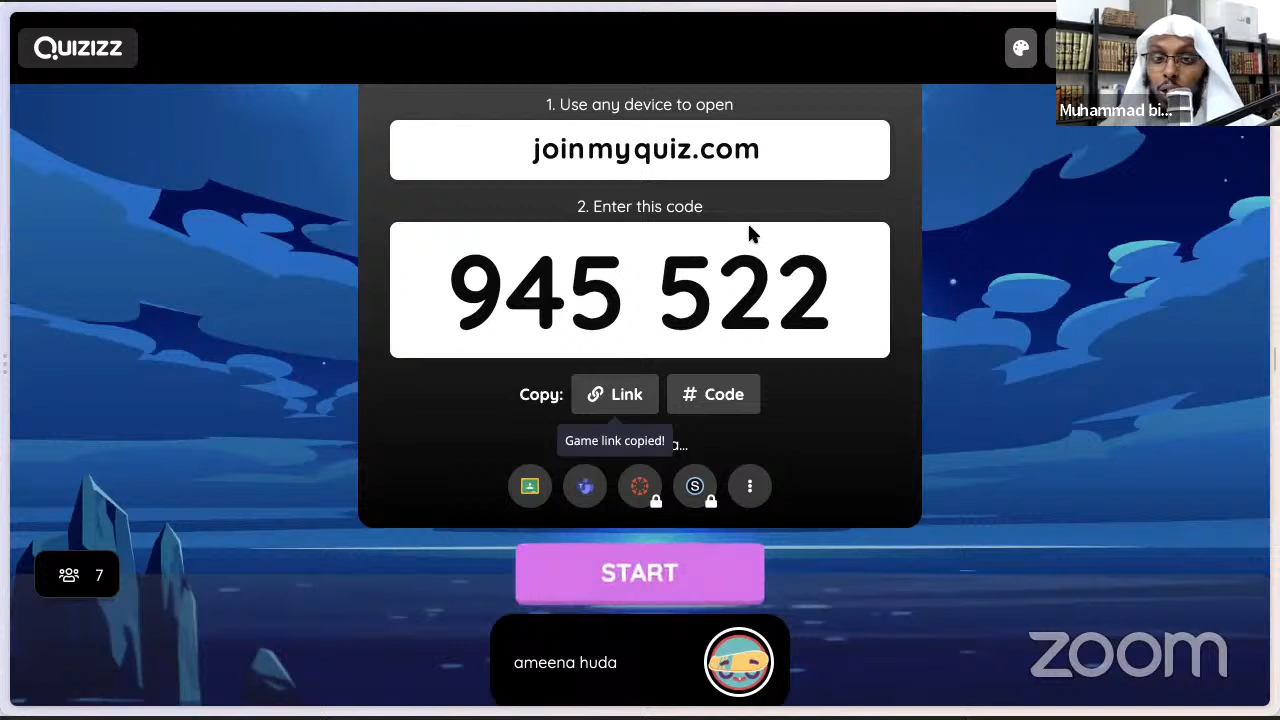 QUIZIZZ
Muhammad bi...
1. Use any device to open
joinmyquiz.com
2. Enter this code
945 522
Copy:
Link
# Code
Game link copied!
a...
7
START
ameena huda
zoom